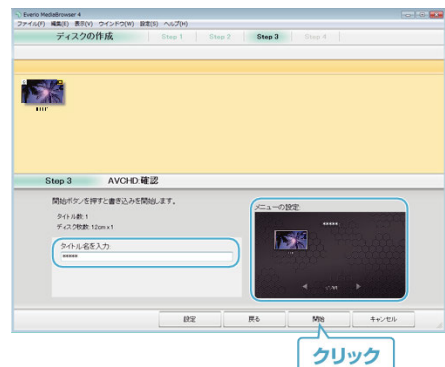 Everio MediaBrowser 4
ファイル(F) 編集(E) 表示(V) ウインドウ(W) 設定(S) ヘルプ(H)
ディスクの作成 Step 1 Step 2 Step 3 Step 4
Step 3 AVCHD:確認
開始ボタンを押すと書き込みを開始します。
タイトル数: 1
ディスク枚数: 12cm x1
タイトル名を入力
*****
メニューの設定
*****
設定 戻る 開始 キャンセル
クリック